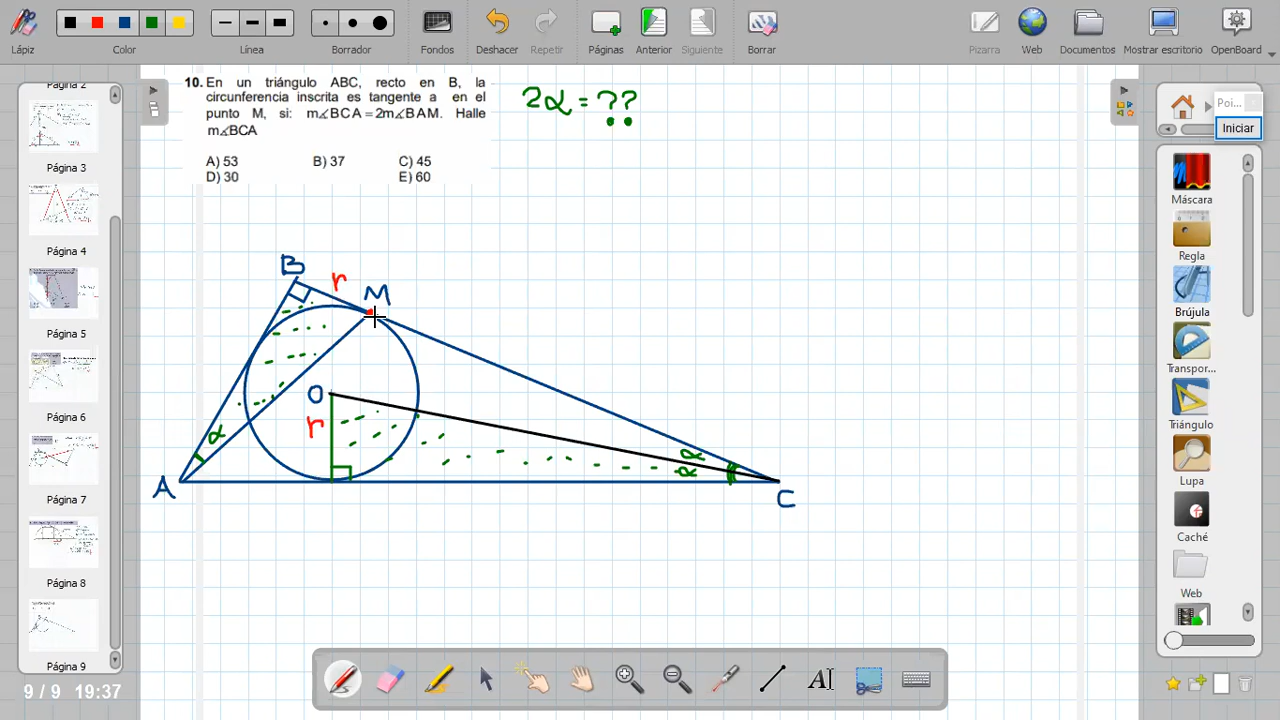 Lápiz
Color
Línea
Borrador
Fondos
Deshacer
Repetir
Páginas
Anterior
Siguiente
Borrar
Pizarra
Web
Documentos
Mostrar escritorio
OpenBoard
10. En un triángulo ABC, recto en B, la
circunferencia inscrita es tangente a en el
punto M, si: m∡BCA=2m∡BAM. Halle
m∡BCA
A) 53 B) 37 C) 45
D) 30 E) 60
2α = ??
B
r
M
O
r
α
α
α
A
C
Página 3
Página 4
Página 5
Página 6
Página 7
Página 8
Página 9
9 / 9 19:37
Iniciar
Máscara
Regla
Brújula
Transpor...
Triángulo
Lupa
Caché
Web